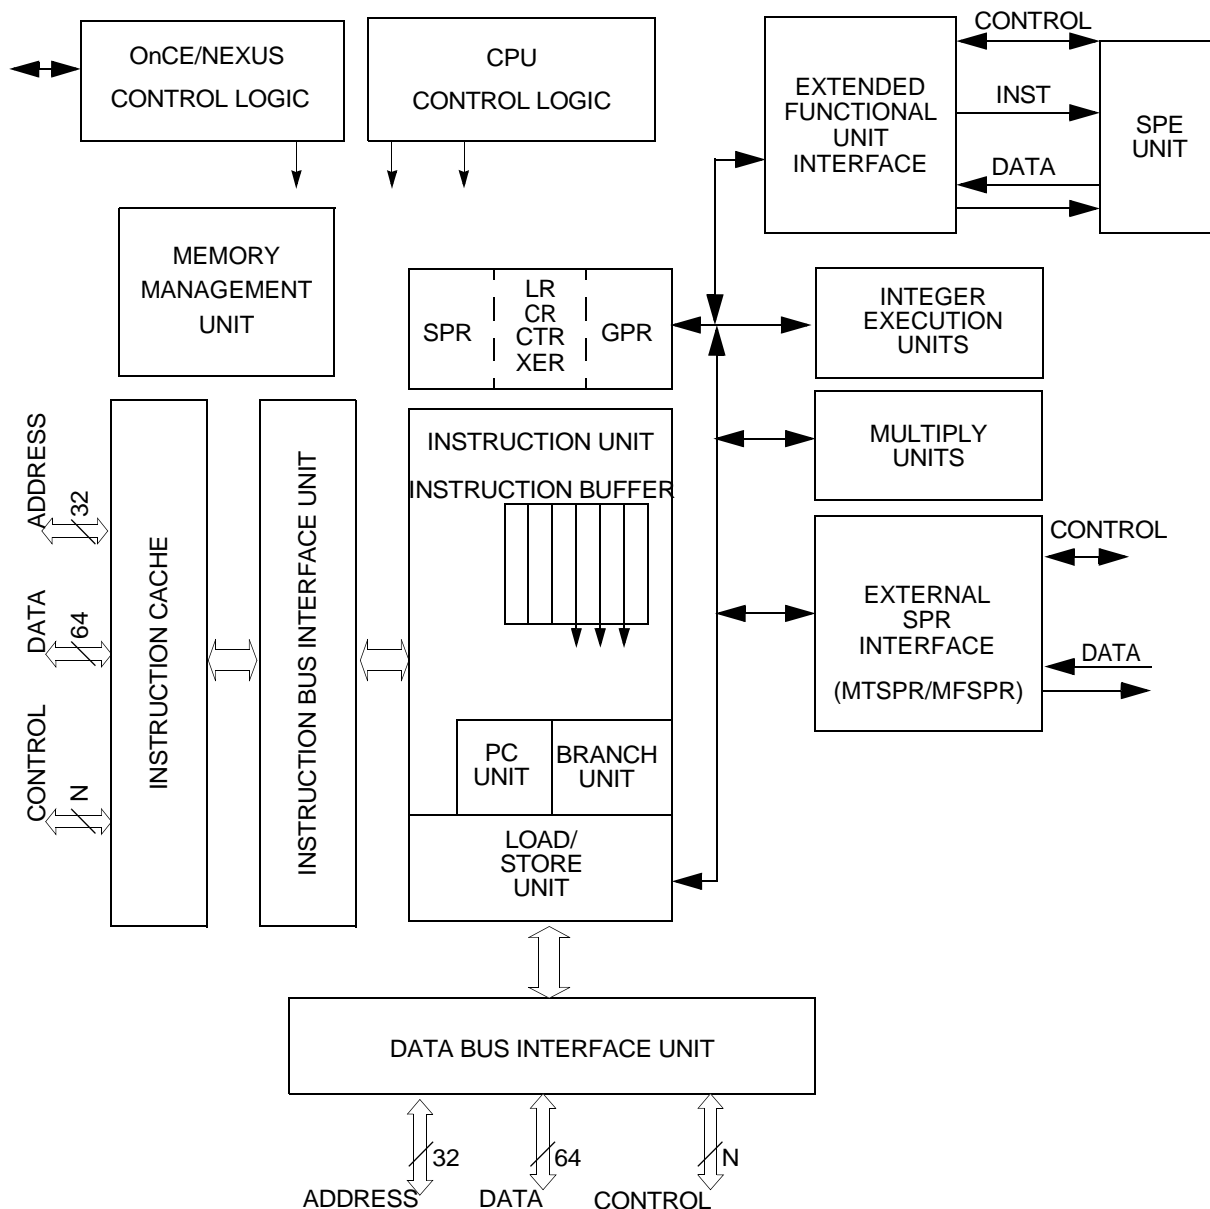 OnCE/NEXUS
CONTROL LOGIC
CPU
CONTROL LOGIC
EXTENDED
FUNCTIONAL
UNIT
INTERFACE
CONTROL
INST
DATA
SPE
UNIT
MEMORY
MANAGEMENT
UNIT
SPR
LR
CR
CTR
XER
GPR
INTEGER
EXECUTION
UNITS
MULTIPLY
UNITS
EXTERNAL
SPR
INTERFACE
(MTSPR/MFSPR)
CONTROL
DATA
ADDRESS
32
DATA
64
CONTROL
N
INSTRUCTION CACHE
INSTRUCTION BUS INTERFACE UNIT
INSTRUCTION UNIT
INSTRUCTION BUFFER
PC
UNIT
BRANCH
UNIT
LOAD/
STORE
UNIT
DATA BUS INTERFACE UNIT
32
64
N
ADDRESS
DATA
CONTROL